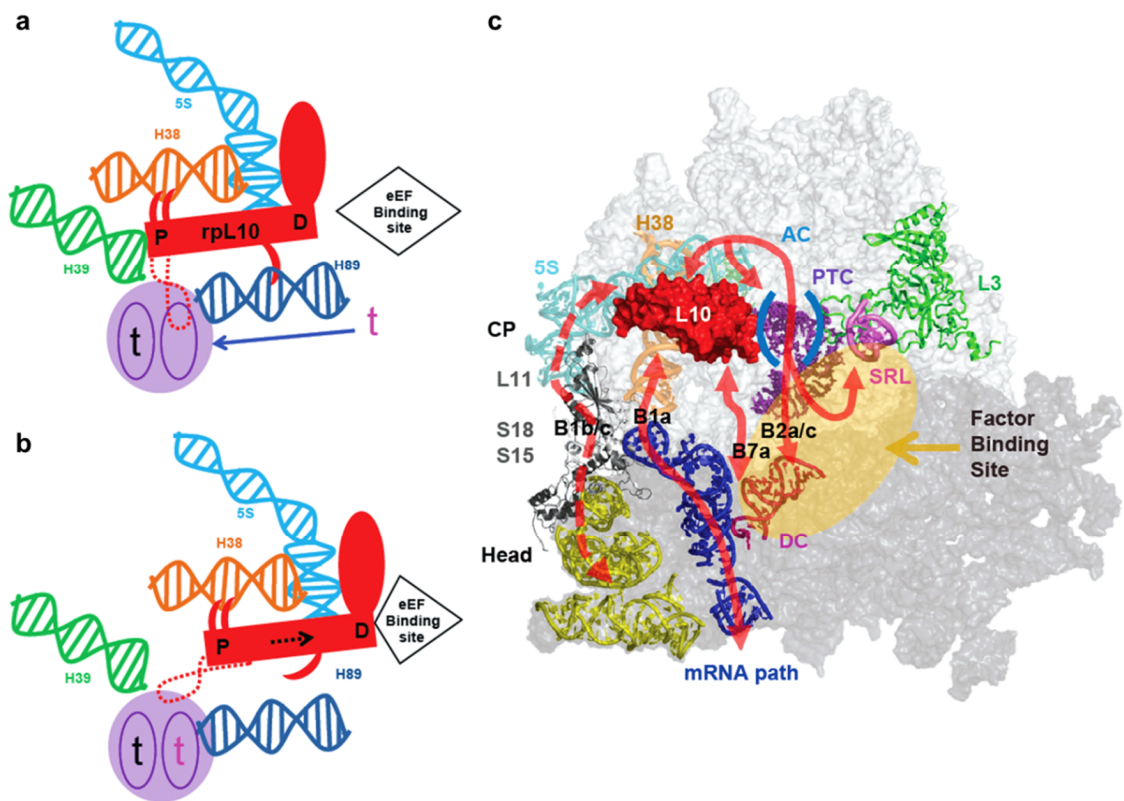 a
5S
H38
eEF
Binding
site
P rpL10 D
H39
H89
t
t
b
5S
H38
eEF
Binding
site
P D
H39
H89
t t
c
H38
AC
5S
PTC
L3
L10
CP
L11
SRL
B1b/c B1a
S18
B2a/c
S15
B7a
Factor
Binding
Site
DC
Head
mRNA path